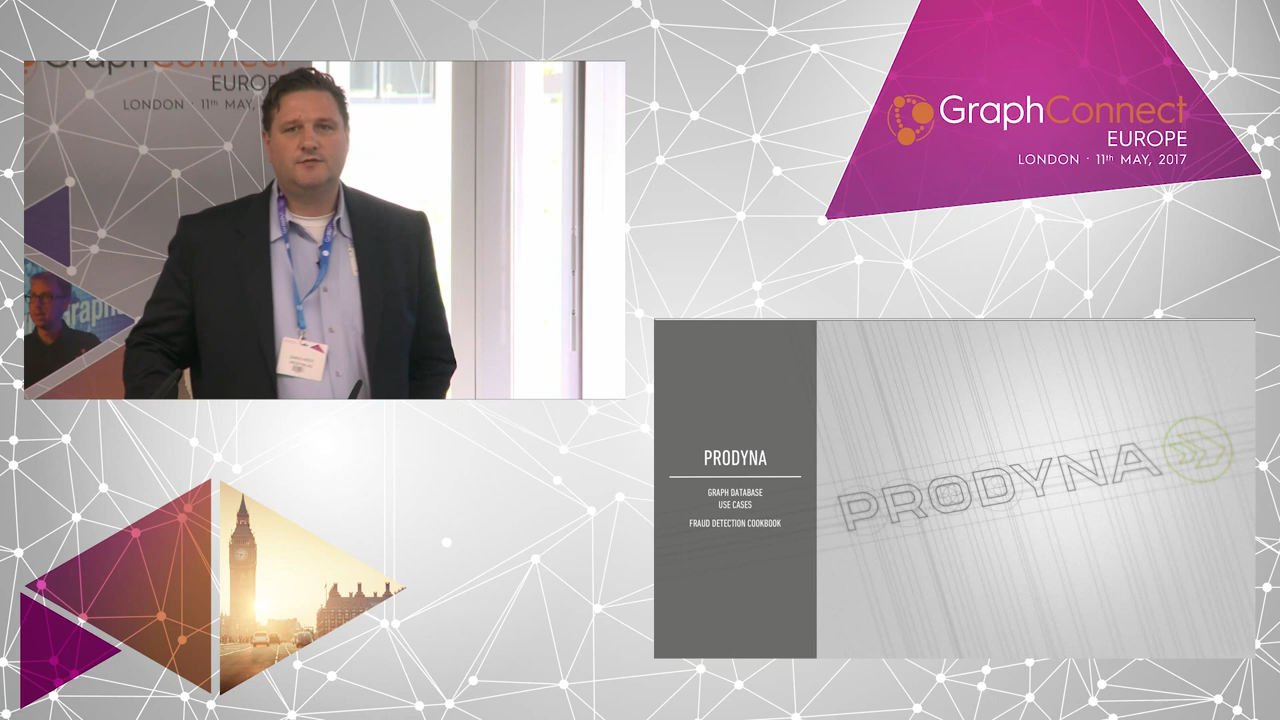 GraphConnect
EUROPE
LONDON · 11th MAY,
GraphConnect
EUROPE
LONDON · 11th MAY, 2017
PRODYNA
GRAPH DATABASE
USE CASES
FRAUD DETECTION COOKBOOK
PRODYNA